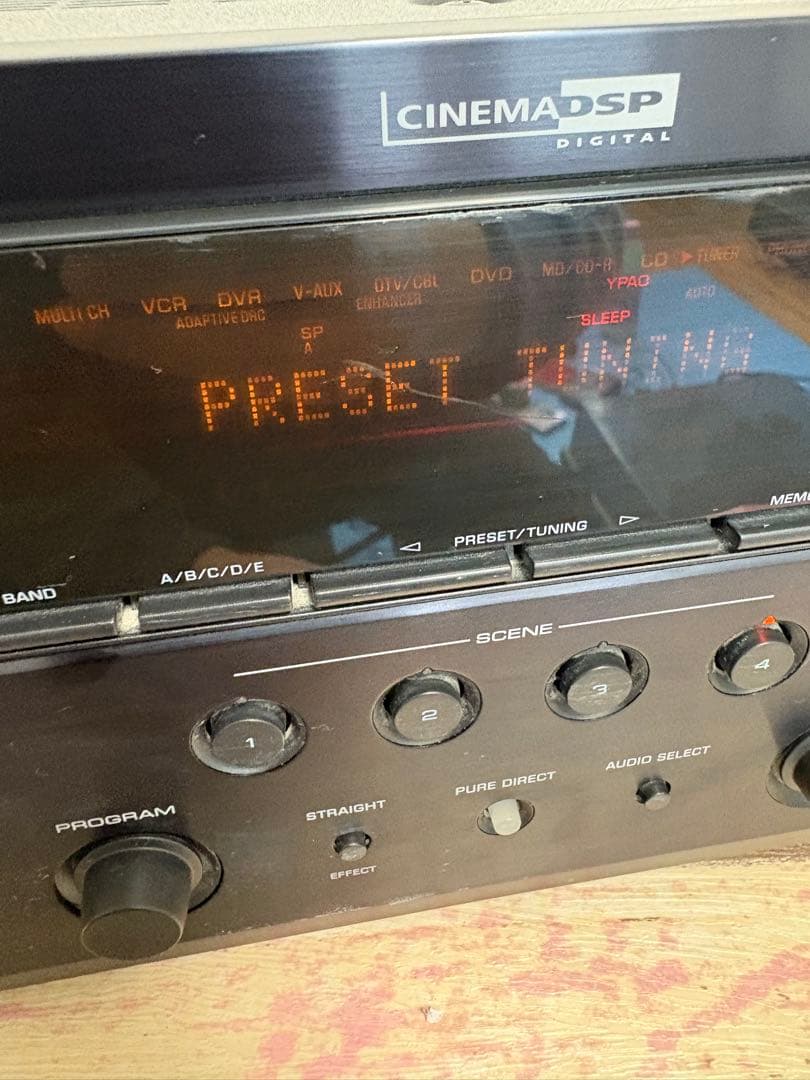 CINEMA DSP
DIGITAL
MULTI CH VCR DVR V-AUX DTV/CBL DVD MD/CD-R CD TUNER
ADAPTIVE DRC ENHANCER YPAO AUTO
SP SLEEP
A
PRESET TUNING
BAND A/B/C/D/E PRESET/TUNING
SCENE
1 2 3 4
PROGRAM STRAIGHT PURE DIRECT AUDIO SELECT
EFFECT